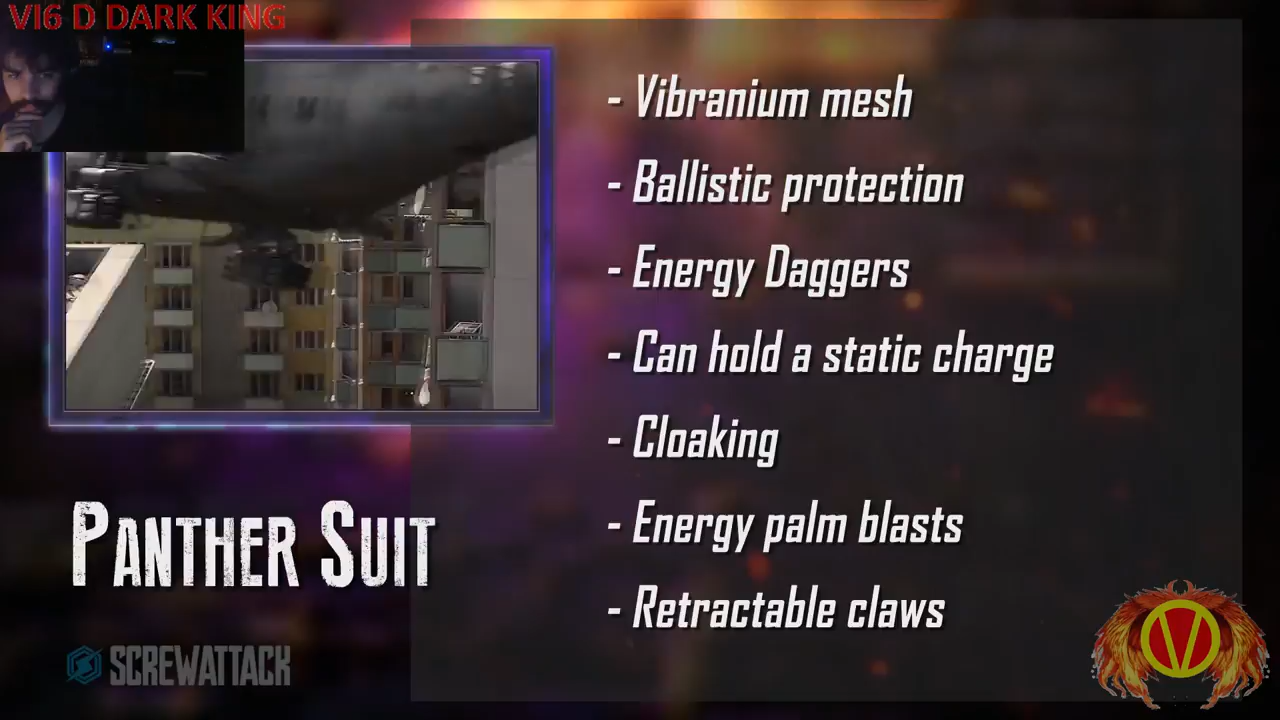 VI6 D DARK KING
- Vibranium mesh
- Ballistic protection
- Energy Daggers
- Can hold a static charge
- Cloaking
- Energy palm blasts
- Retractable claws
PANTHER SUIT
SCREWATTACK
V